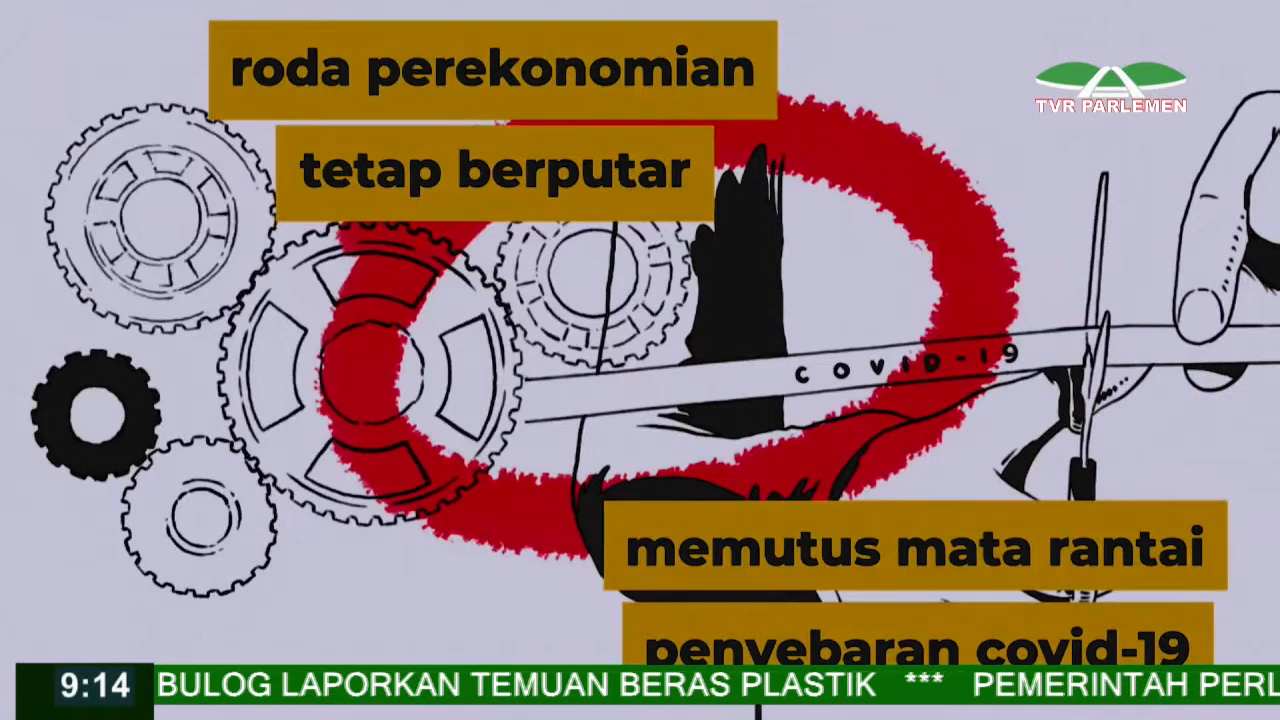 roda perekonomian
TVR PARLEMEN
tetap berputar
COVID-19
memutus mata rantai
penyebaran covid-19
9:14 BULOG LAPORKAN TEMUAN BERAS PLASTIK *** PEMERINTAH PERL